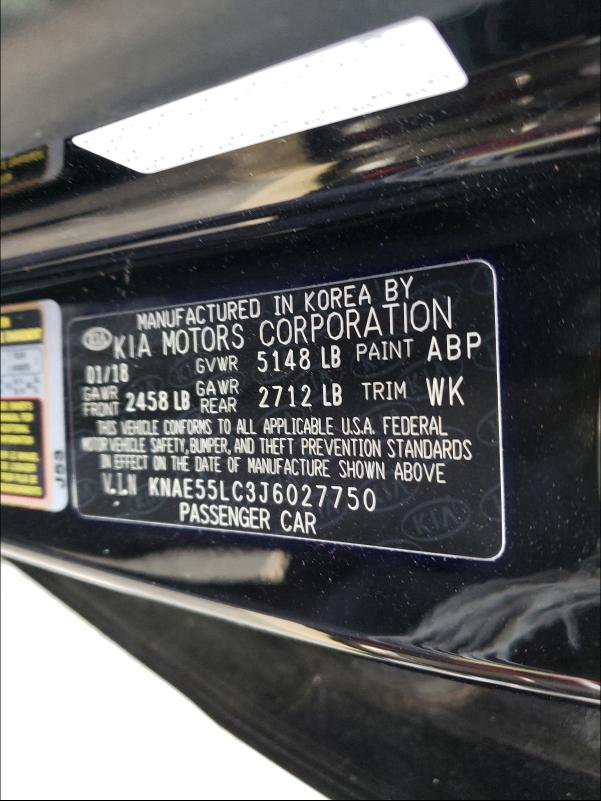 MANUFACTURED IN KOREA BY
KIA KIA MOTORS CORPORATION
01/18 GVWR 5148 LB PAINT ABP
GAWR FRONT 2458 LB GAWR REAR 2712 LB TRIM WK
THIS VEHICLE CONFORMS TO ALL APPLICABLE U.S.A. FEDERAL
MOTOR VEHICLE SAFETY, BUMPER, AND THEFT PREVENTION STANDARDS
IN EFFECT ON THE DATE OF MANUFACTURE SHOWN ABOVE
V.I.N KNAE55LC3J6027750
PASSENGER CAR
KIA